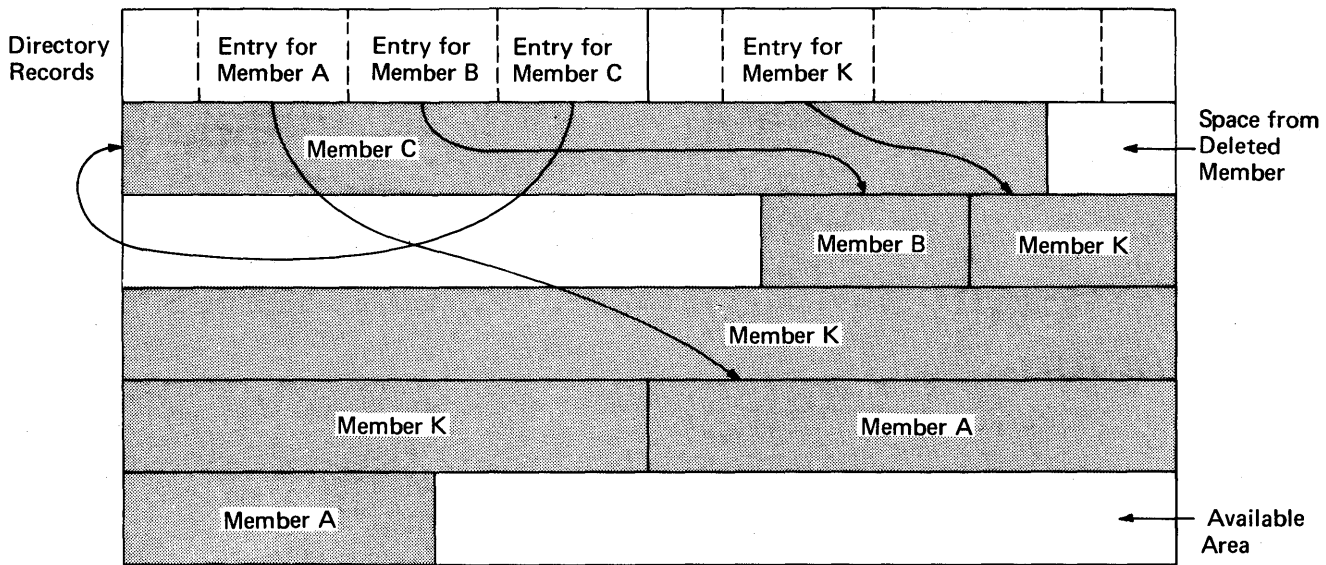 Directory
Records
Entry for
Member A
Entry for
Member B
Entry for
Member C
Entry for
Member K
Member C
Space from
Deleted
Member
Member B
Member K
Member K
Member K
Member A
Member A
Available
Area